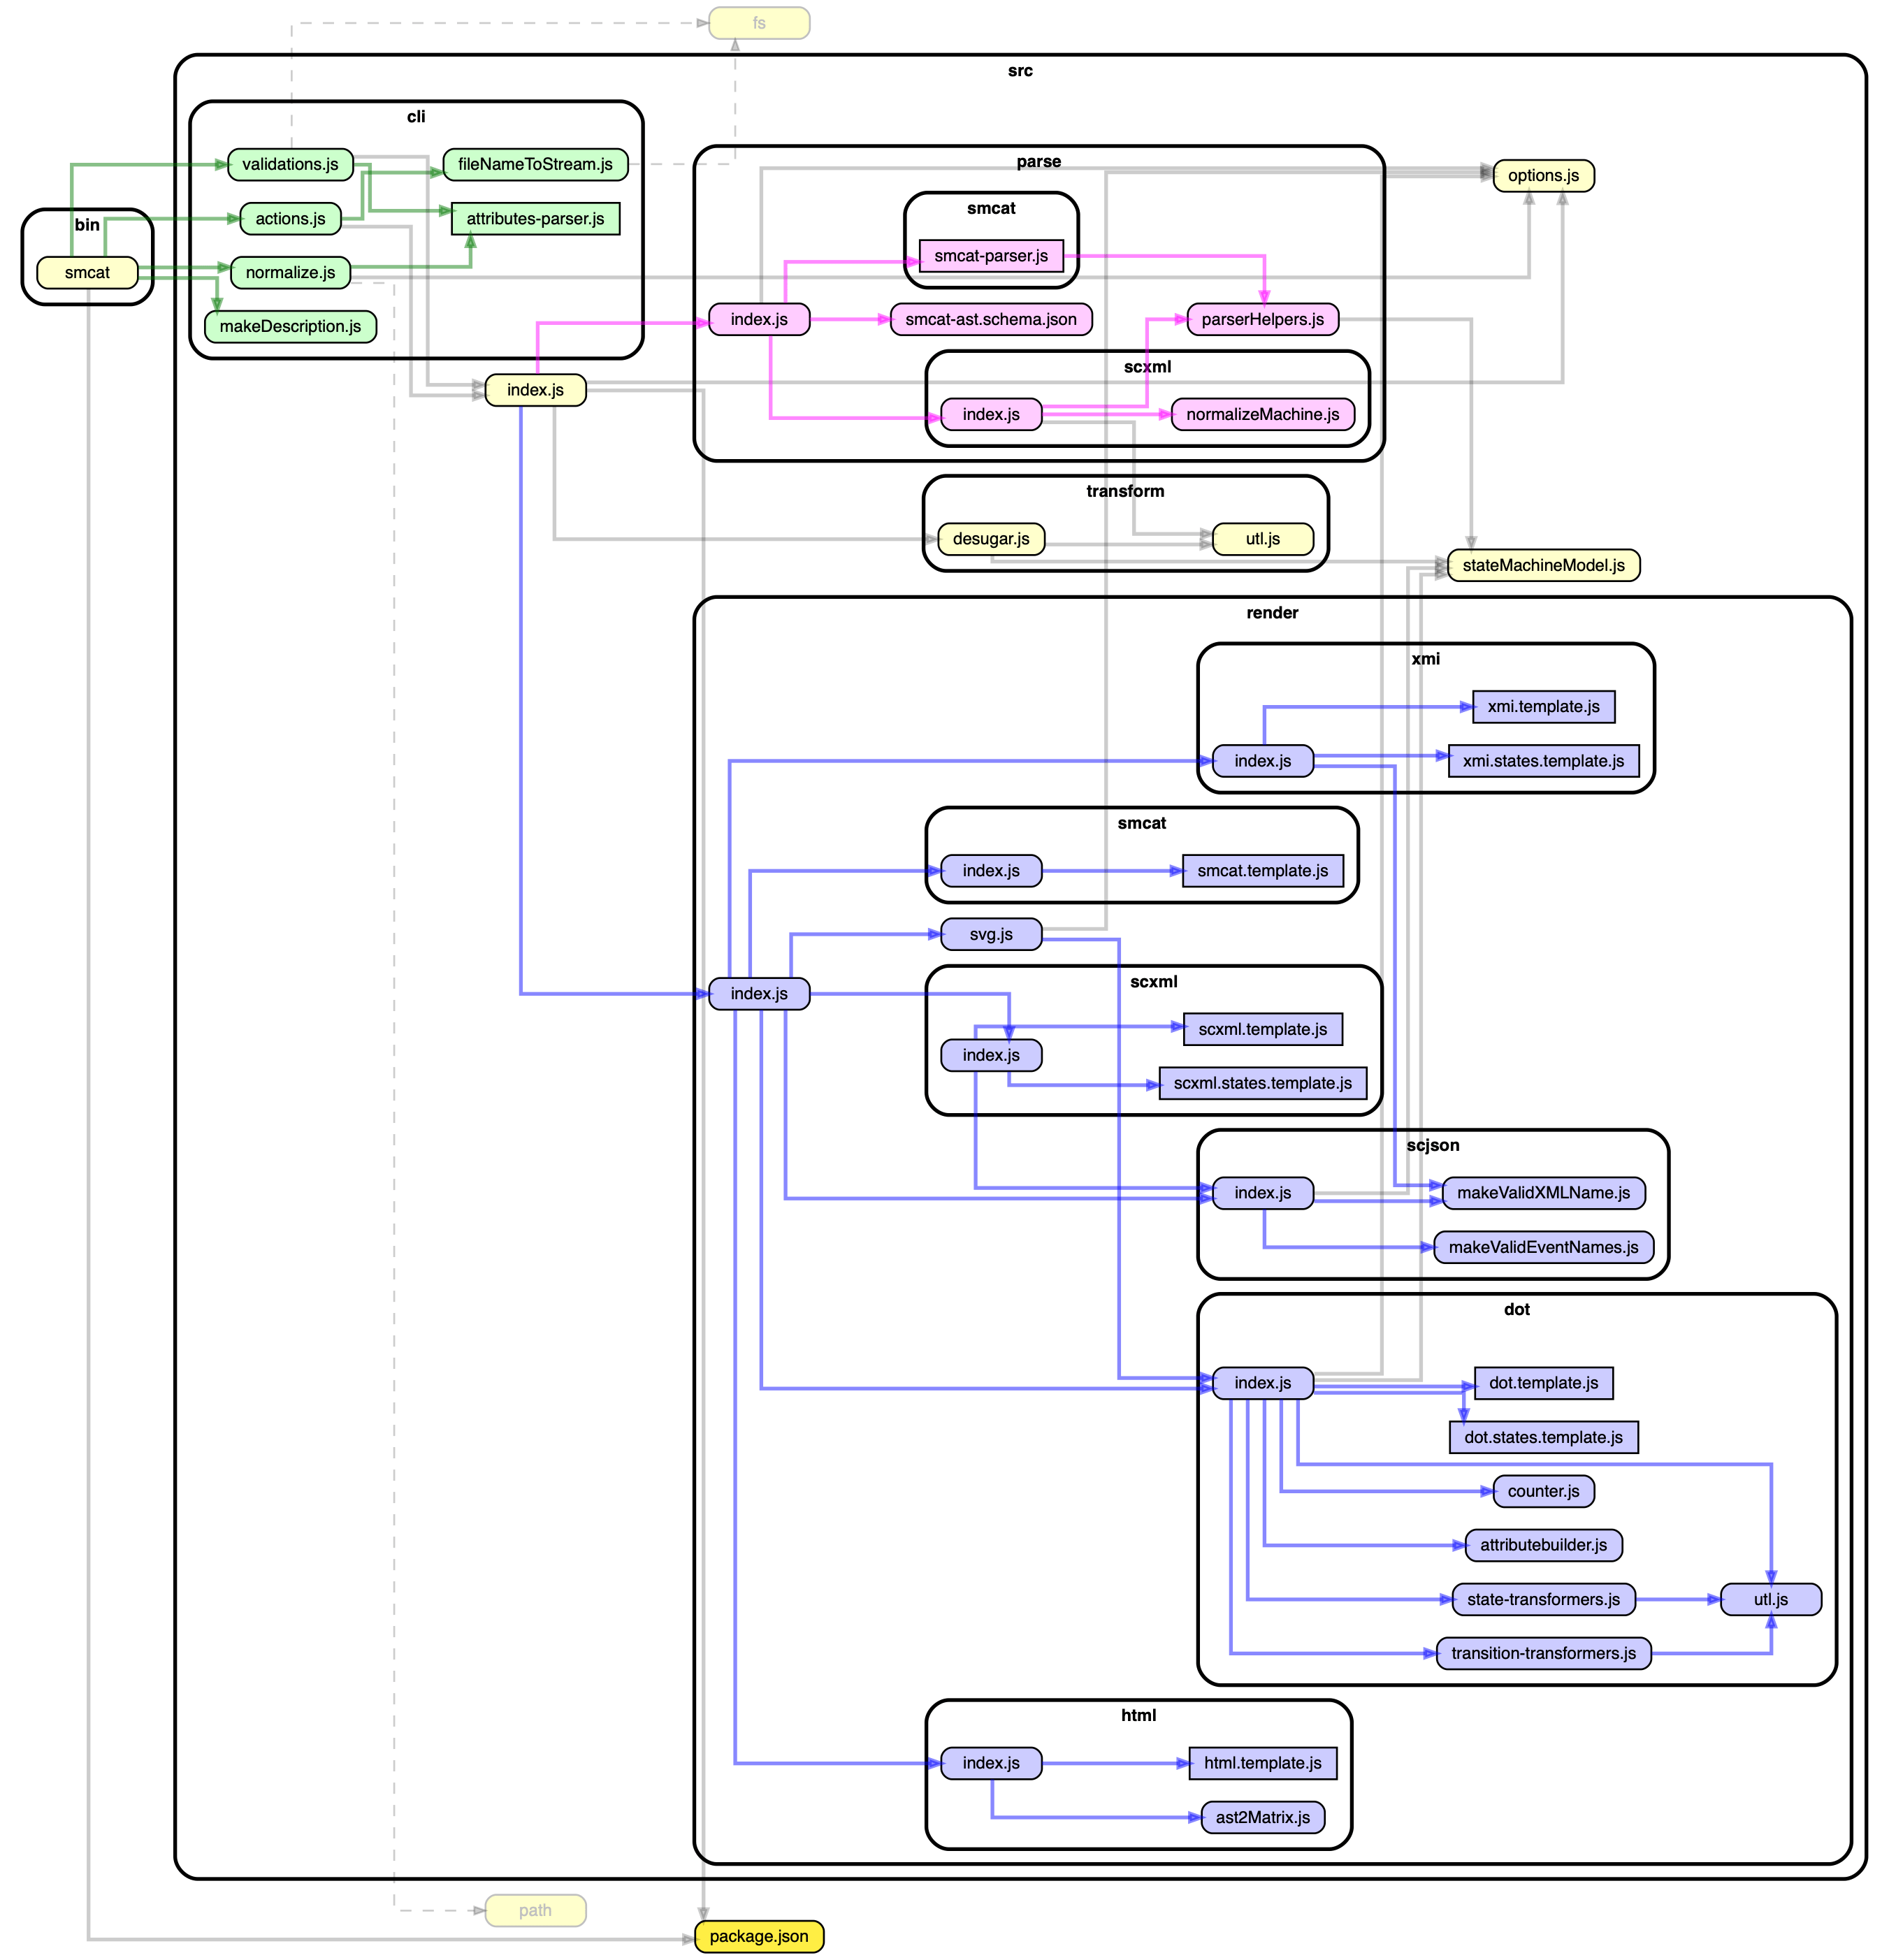 fs
src
cli
validations.js
fileNameToStream.js
actions.js
attributes-parser.js
bin
smcat
normalize.js
makeDescription.js
index.js
parse
options.js
smcat
smcat-parser.js
index.js
smcat-ast.schema.json
parserHelpers.js
scxml
index.js
normalizeMachine.js
transform
desugar.js
utl.js
stateMachineModel.js
render
xmi
xmi.template.js
index.js
xmi.states.template.js
smcat
index.js
smcat.template.js
svg.js
index.js
scxml
scxml.template.js
index.js
scxml.states.template.js
scjson
index.js
makeValidXMLName.js
makeValidEventNames.js
dot
index.js
dot.template.js
dot.states.template.js
counter.js
attributebuilder.js
state-transformers.js
utl.js
transition-transformers.js
html
index.js
html.template.js
ast2Matrix.js
path
package.json